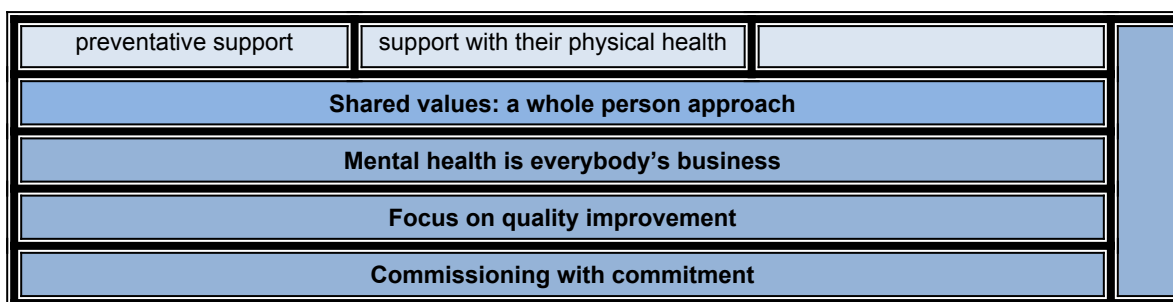 preventative support
support with their physical health
Shared values: a whole person approach
Mental health is everybody’s business
Focus on quality improvement
Commissioning with commitment